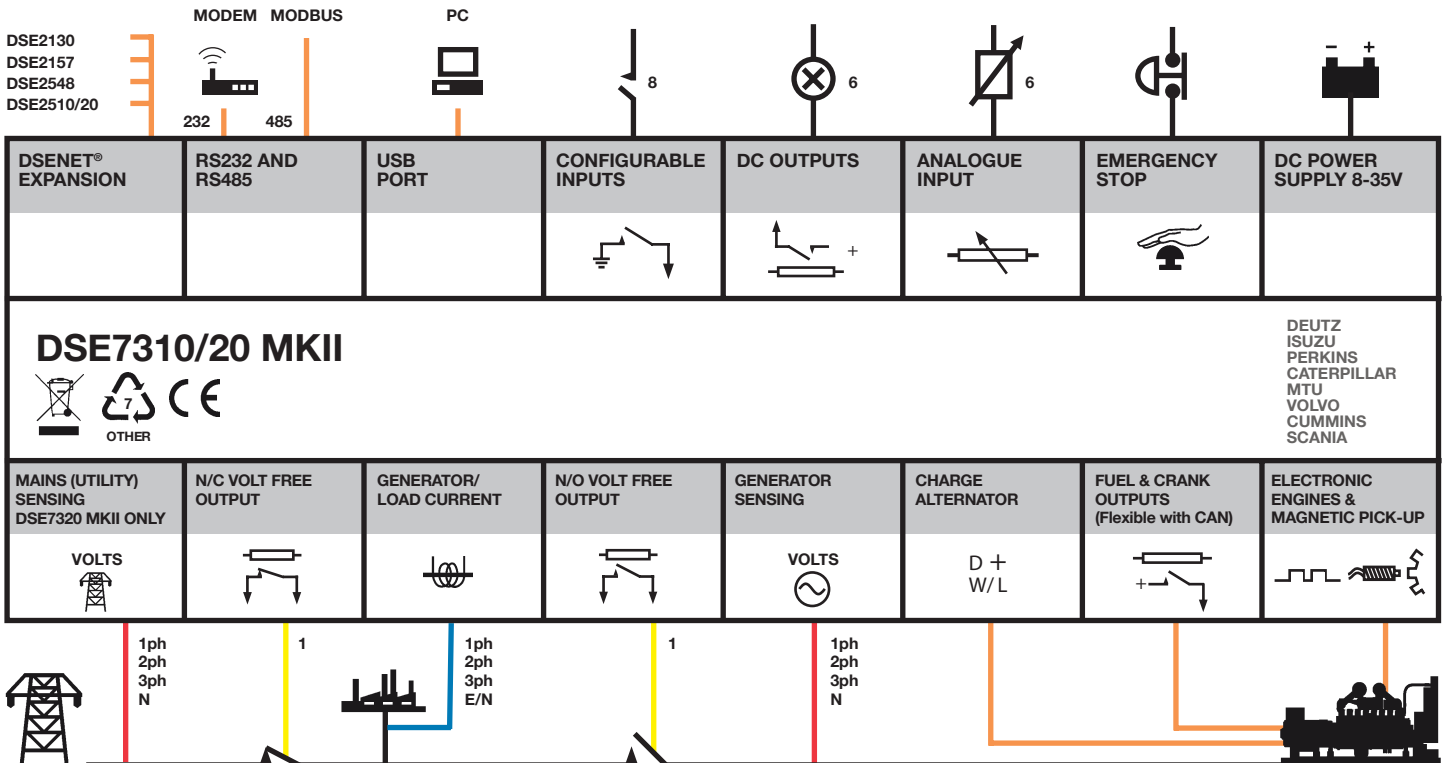 MODEM MODBUS PC
DSE2130
DSE2157
DSE2548
DSE2510/20
8
6
6
- +
232 485
DSENET®
EXPANSION
RS232 AND
RS485
USB
PORT
CONFIGURABLE
INPUTS
DC OUTPUTS
ANALOGUE
INPUT
EMERGENCY
STOP
DC POWER
SUPPLY 8-35V
+
DSE7310/20 MKII
7
OTHER
CE
DEUTZ
ISUZU
PERKINS
CATERPILLAR
MTU
VOLVO
CUMMINS
SCANIA
MAINS (UTILITY)
SENSING
DSE7320 MKII ONLY
VOLTS
N/C VOLT FREE
OUTPUT
GENERATOR/
LOAD CURRENT
N/O VOLT FREE
OUTPUT
GENERATOR
SENSING
VOLTS
CHARGE
ALTERNATOR
D+
W/L
FUEL & CRANK
OUTPUTS
(Flexible with CAN)
+
ELECTRONIC
ENGINES &
MAGNETIC PICK-UP
1ph
2ph
3ph
N
1
1ph
2ph
3ph
E/N
1
1ph
2ph
3ph
N